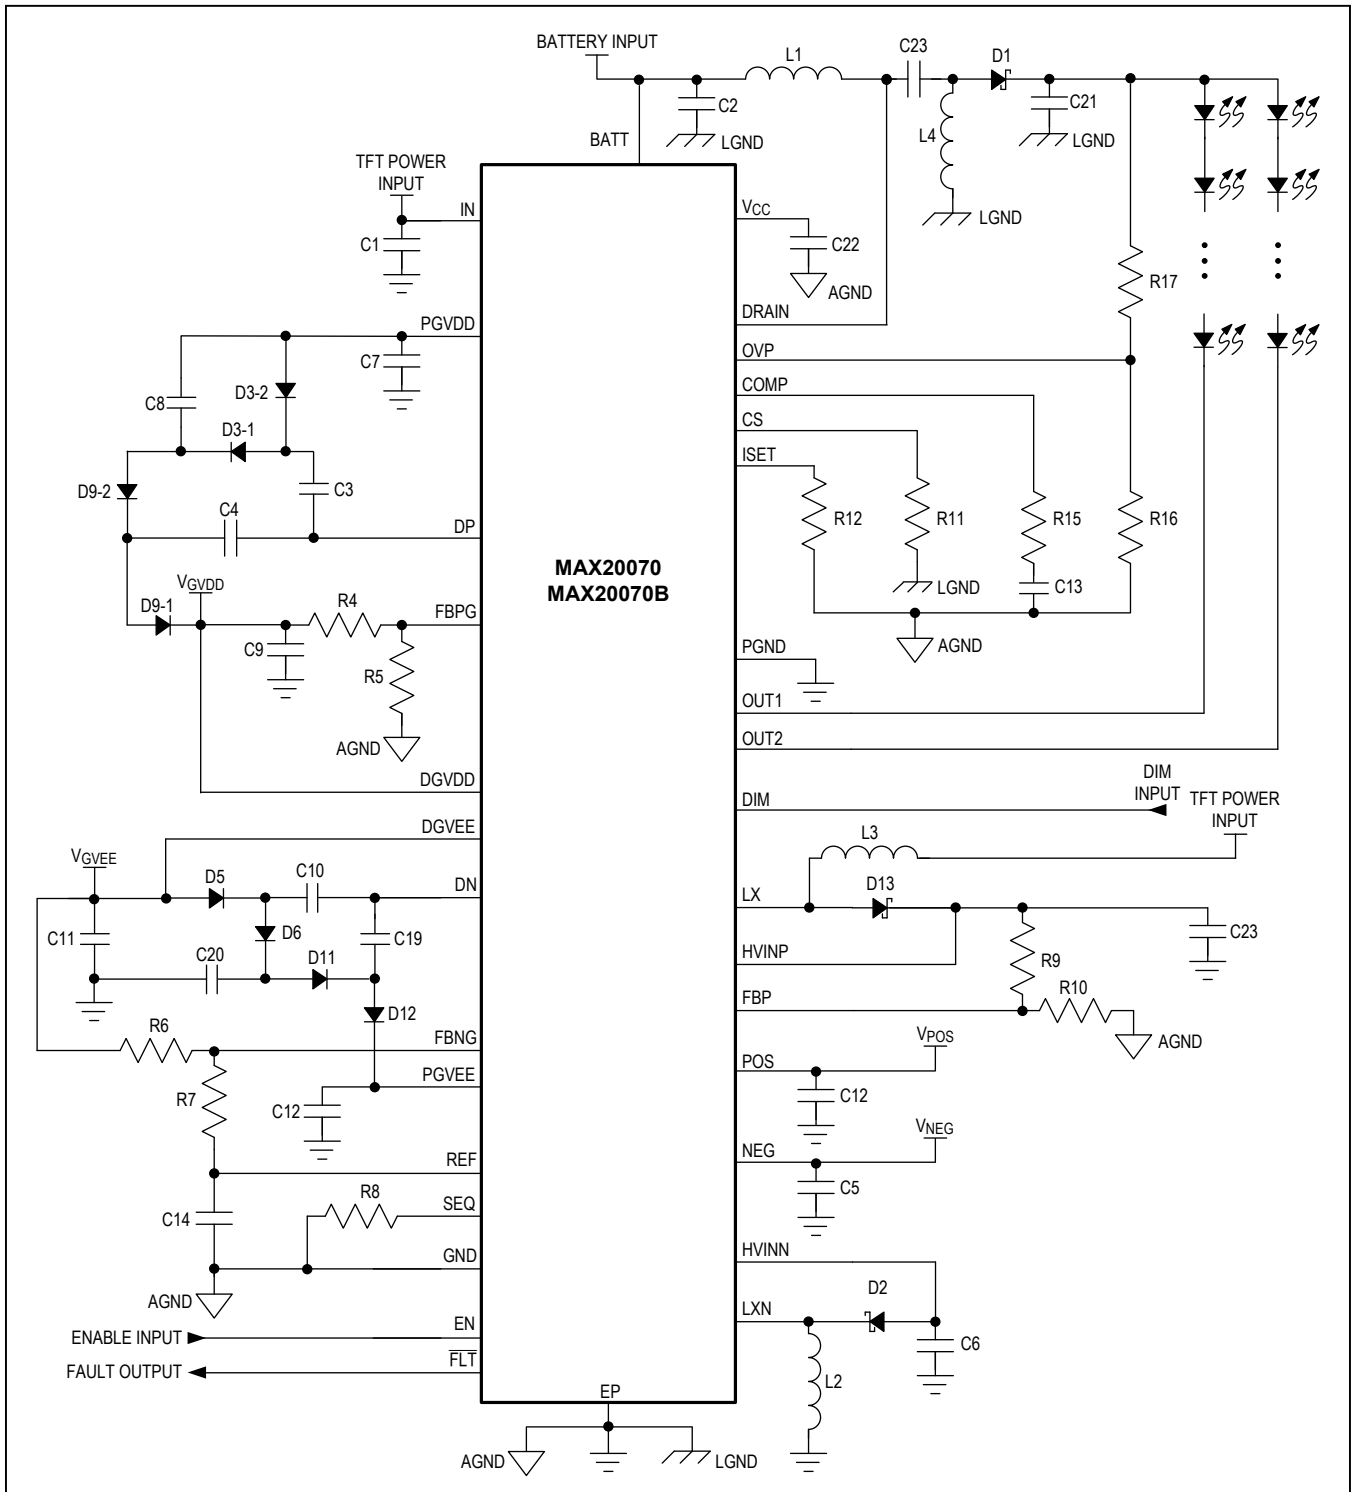 BATTERY INPUT
L1
C23
D1
C2
LGND
L4
C21
LGND
BATT
LGND
TFT POWER
INPUT
IN
C1
VCC
C22
AGND
R17
DRAIN
PGVDD
C7
OVP
C8
D3-2
COMP
D3-1
CS
ISET
D9-2
C3
C4
DP
R12
R11
R15
R16
MAX20070
MAX20070B
LGND
C13
VGVDD
D9-1
R4
FBPG
C9
R5
AGND
AGND
PGND
OUT1
OUT2
DGVDD
DIM
DIM
INPUT
TFT POWER
INPUT
DGVEE
L3
VGVEE
D5
C10
DN
LX
D13
C11
D6
C19
C23
C20
D11
HVINP
R9
D12
FBP
R10
AGND
R6
FBNG
VPOS
POS
PGVEE
R7
C12
C12
VNEG
NEG
REF
C5
R8
SEQ
C14
GND
HVINN
AGND
D2
LXN
ENABLE INPUT
EN
C6
FAULT OUTPUT
FLT
L2
EP
AGND
LGND